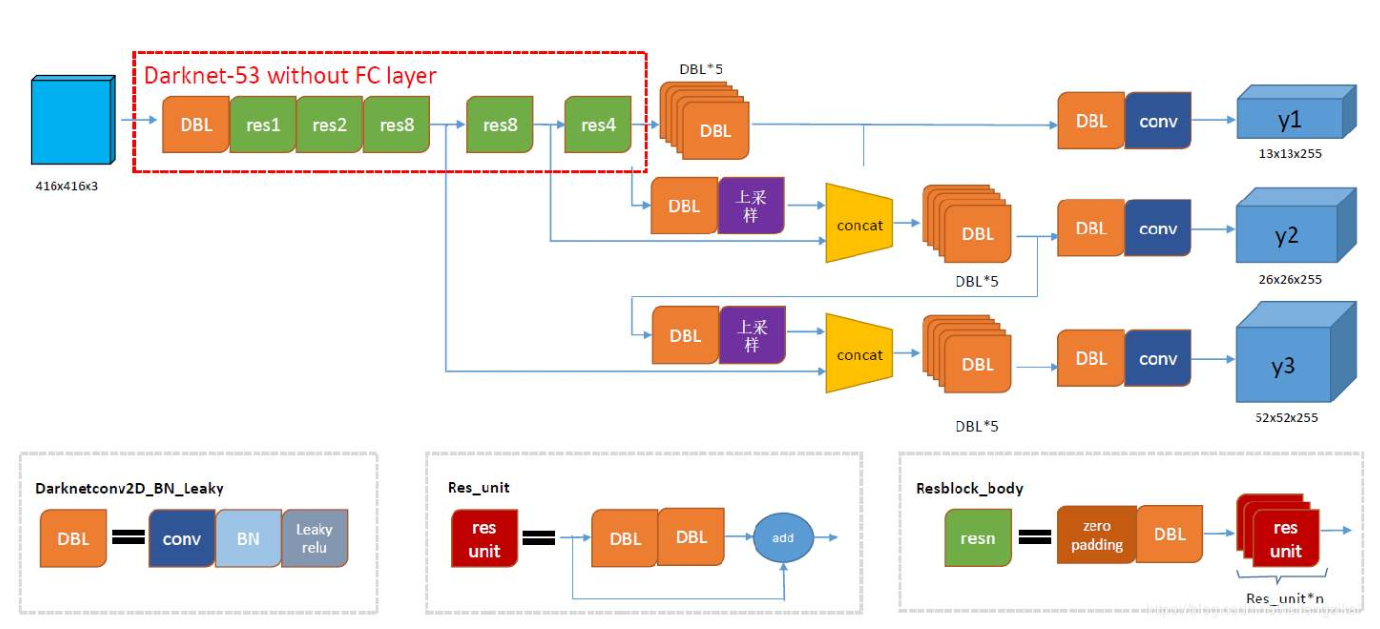 Darknet-53 without FC layer
DBL*5
DBL
res1
res2
res8
res8
res4
DBL
DBL
conv
y1
416x416x3
13x13x255
DBL
上采
样
concat
DBL
DBL
conv
y2
DBL*5
26x26x255
DBL
上采
样
concat
DBL
DBL
conv
y3
DBL*5
52x52x255
Darknetconv2D_BN_Leaky
DBL
conv
BN
Leaky
relu
Res_unit
res
unit
DBL
DBL
add
Resblock_body
resn
zero
padding
DBL
res
unit
Res_unit*n